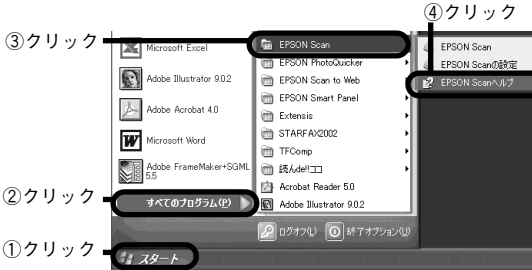 ④クリック
③クリック
Microsoft Excel
Adobe Illustrator 9.0.2
Adobe Acrobat 4.0
Microsoft Word
Adobe FrameMaker+SGML
5.5
すべてのプログラム(P)
②クリック
EPSON Scan
EPSON PhotoQuicker
EPSON Scan to Web
EPSON Smart Panel
Extensis
STARFAX2002
TFComp
読んde!!ココ
Acrobat Reader 5.0
Adobe Illustrator 9.0.2
EPSON Scan
EPSON Scanの設定
EPSON Scanヘルプ
ログオフ(L)
終了オプション(U)
①クリック
スタート